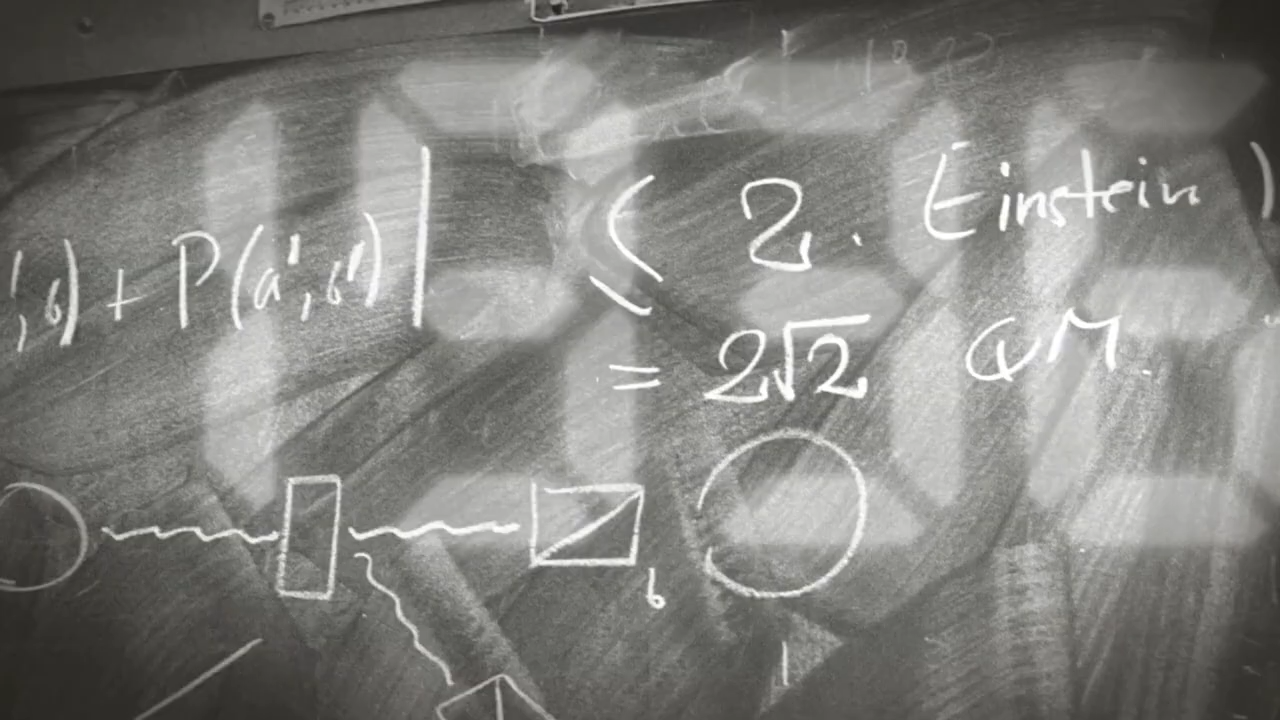 ', b) + P(a', b')| ⩽ 2. Einstein)
= 2√2 QM.
b